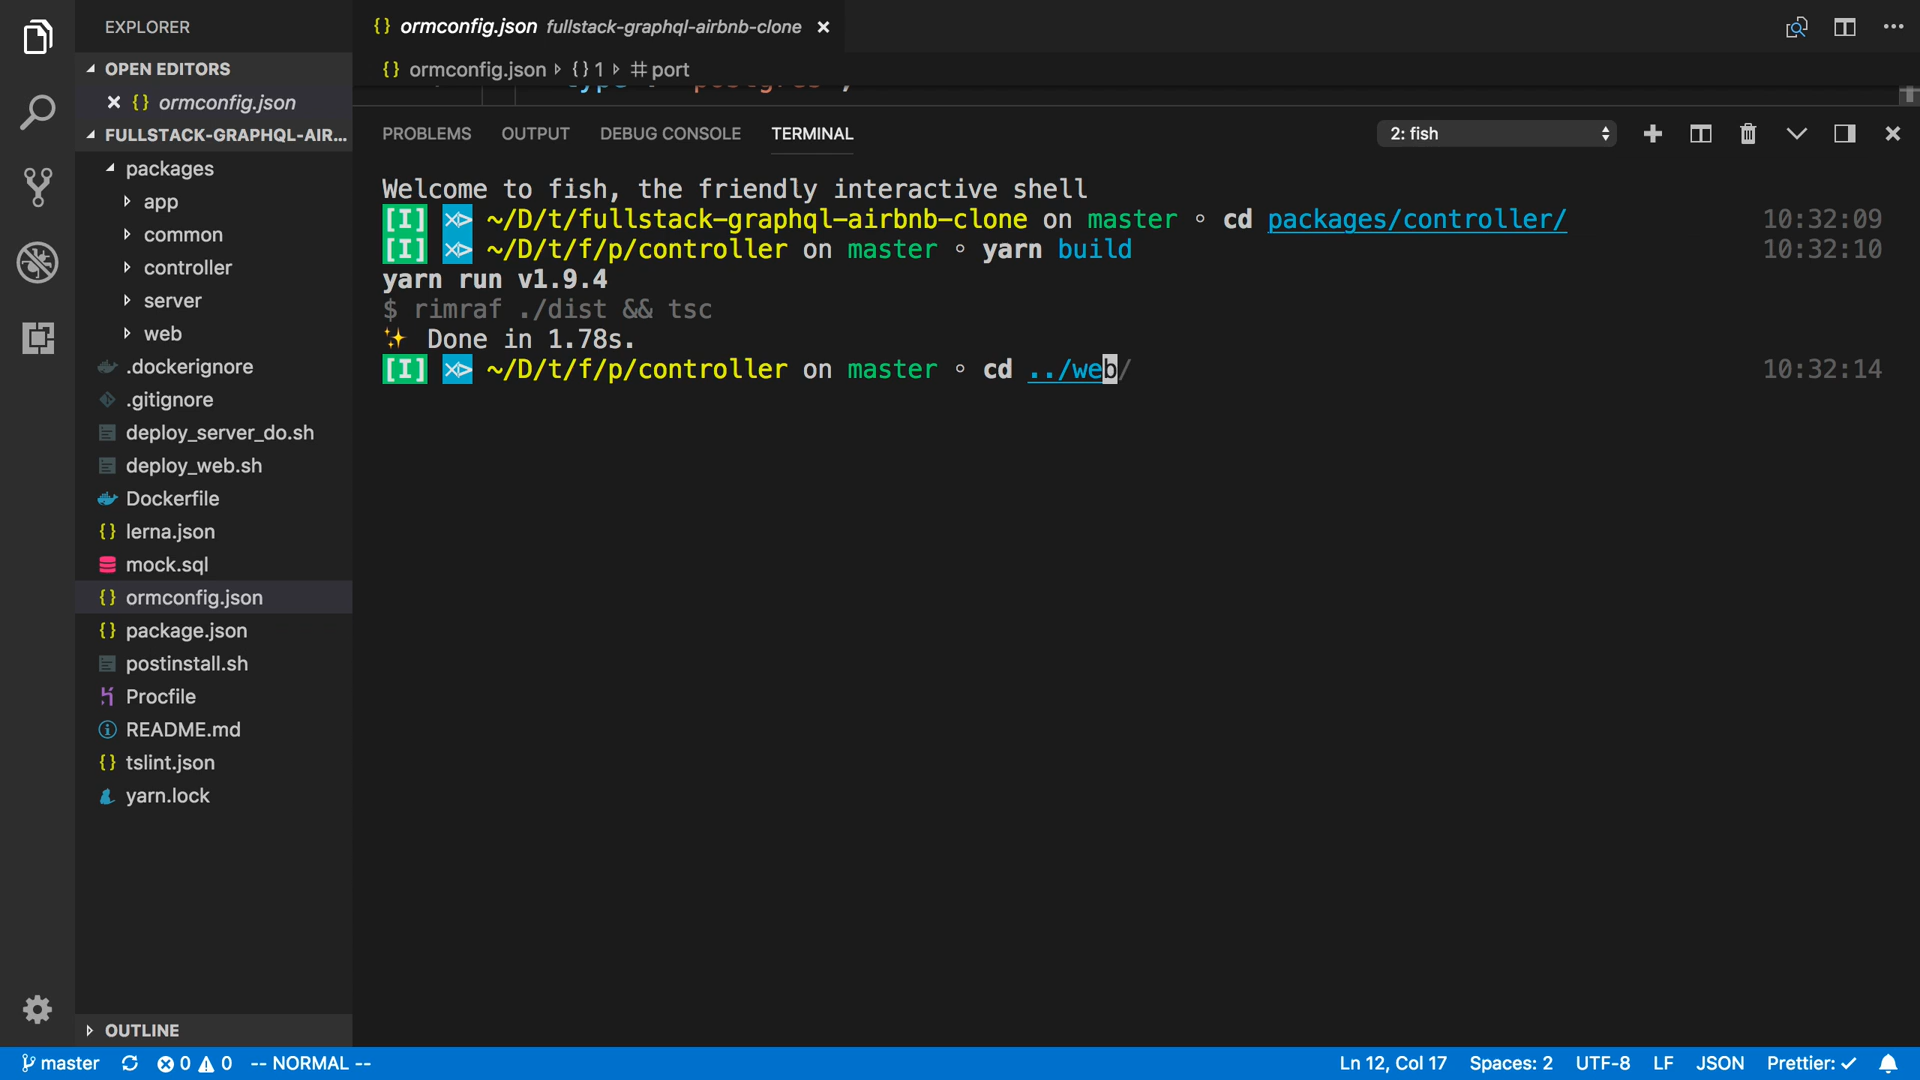 EXPLORER
OPEN EDITORS
ormconfig.json
FULLSTACK-GRAPHQL-AIR...
packages
app
common
controller
server
web
.dockerignore
.gitignore
deploy_server_do.sh
deploy_web.sh
Dockerfile
lerna.json
mock.sql
ormconfig.json
package.json
postinstall.sh
Procfile
README.md
tslint.json
yarn.lock
OUTLINE
{} ormconfig.json fullstack-graphql-airbnb-clone
{} ormconfig.json {} 1 # port
PROBLEMS OUTPUT DEBUG CONSOLE TERMINAL 2: fish
Welcome to fish, the friendly interactive shell
[I] ~/D/t/fullstack-graphql-airbnb-clone on master ◦ cd packages/controller/ 10:32:09
[I] ~/D/t/f/p/controller on master ◦ yarn build 10:32:10
yarn run v1.9.4
$ rimraf ./dist && tsc
✨ Done in 1.78s.
[I] ~/D/t/f/p/controller on master ◦ cd ../web/ 10:32:14
master 0 0 -- NORMAL -- Ln 12, Col 17 Spaces: 2 UTF-8 LF JSON Prettier: ✓